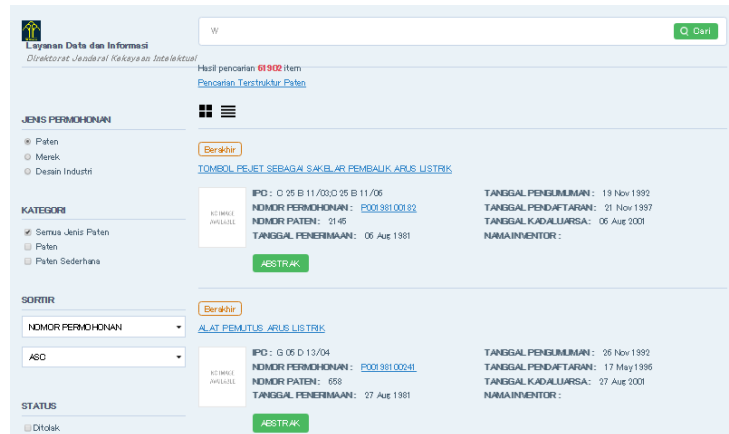 W
Cari
Layanan Data dan Informasi
Direktorat Jenderal Kekayaan Intelektual
Hasil pencarian 61902 item
Pencarian Terstruktur Paten
JENIS PERMOHONAN
Paten
Merek
Desain Industri
KATEGORI
Semua Jenis Paten
Paten
Paten Sederhana
SORTIR
NOMOR PERMOHONAN
ASC
STATUS
Ditolak
Berakhir
TOMBOL PEJET SEBAGAI SAKELAR PEMBALIK ARUS LISTRIK
NO IMAGE
AVAILABLE
IPC : C 25 B 11/03,C 25 B 11/06
NOMOR PERMOHONAN : P00198100182
NOMOR PATEN : 2145
TANGGAL PENERIMAAN : 06 Aug 1981
TANGGAL PENGUMUMAN : 19 Nov 1992
TANGGAL PENDAFTARAN : 21 Nov 1997
TANGGAL KADALUARSA : 06 Aug 2001
NAMA INVENTOR :
ABSTRAK
Berakhir
ALAT PEMUTUS ARUS LISTRIK
NO IMAGE
AVAILABLE
IPC : G 05 D 13/04
NOMOR PERMOHONAN : P00198100241
NOMOR PATEN : 658
TANGGAL PENERIMAAN : 27 Aug 1981
TANGGAL PENGUMUMAN : 26 Nov 1992
TANGGAL PENDAFTARAN : 17 May 1995
TANGGAL KADALUARSA : 27 Aug 2001
NAMA INVENTOR :
ABSTRAK